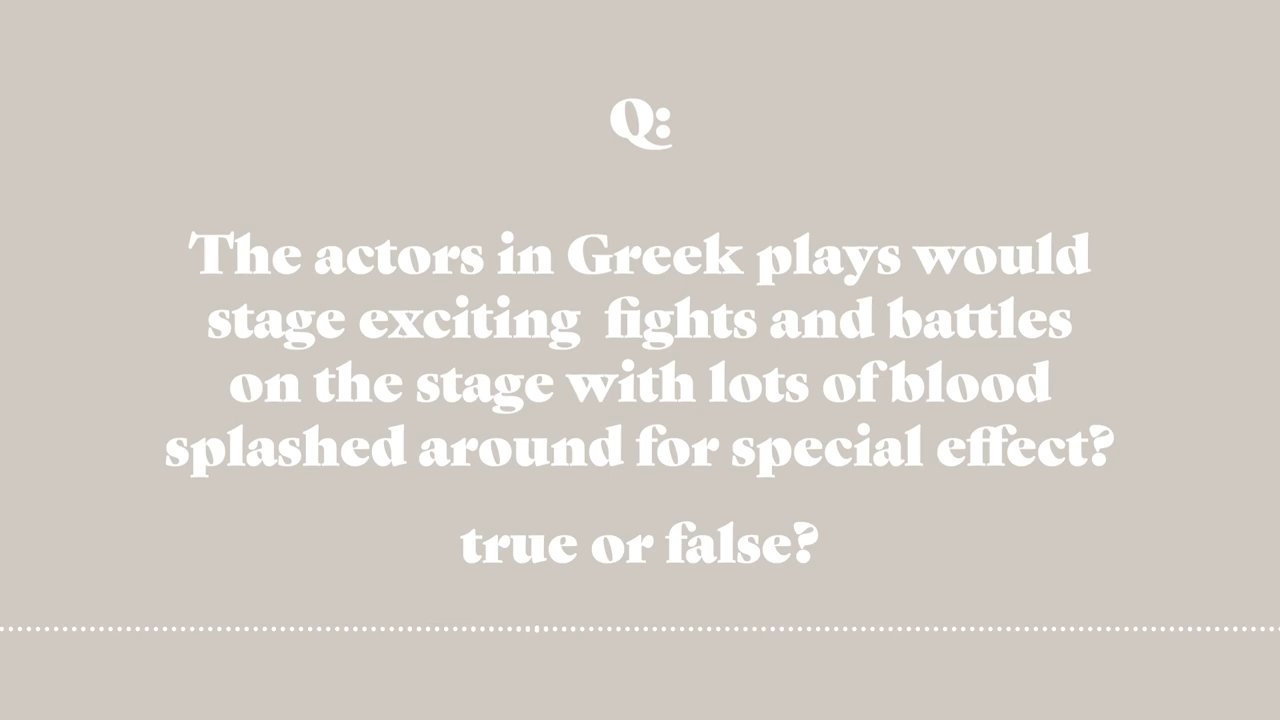 Q:
The actors in Greek plays would
stage exciting  fights and battles
on the stage with lots of blood
splashed around for special effect?
true or false?